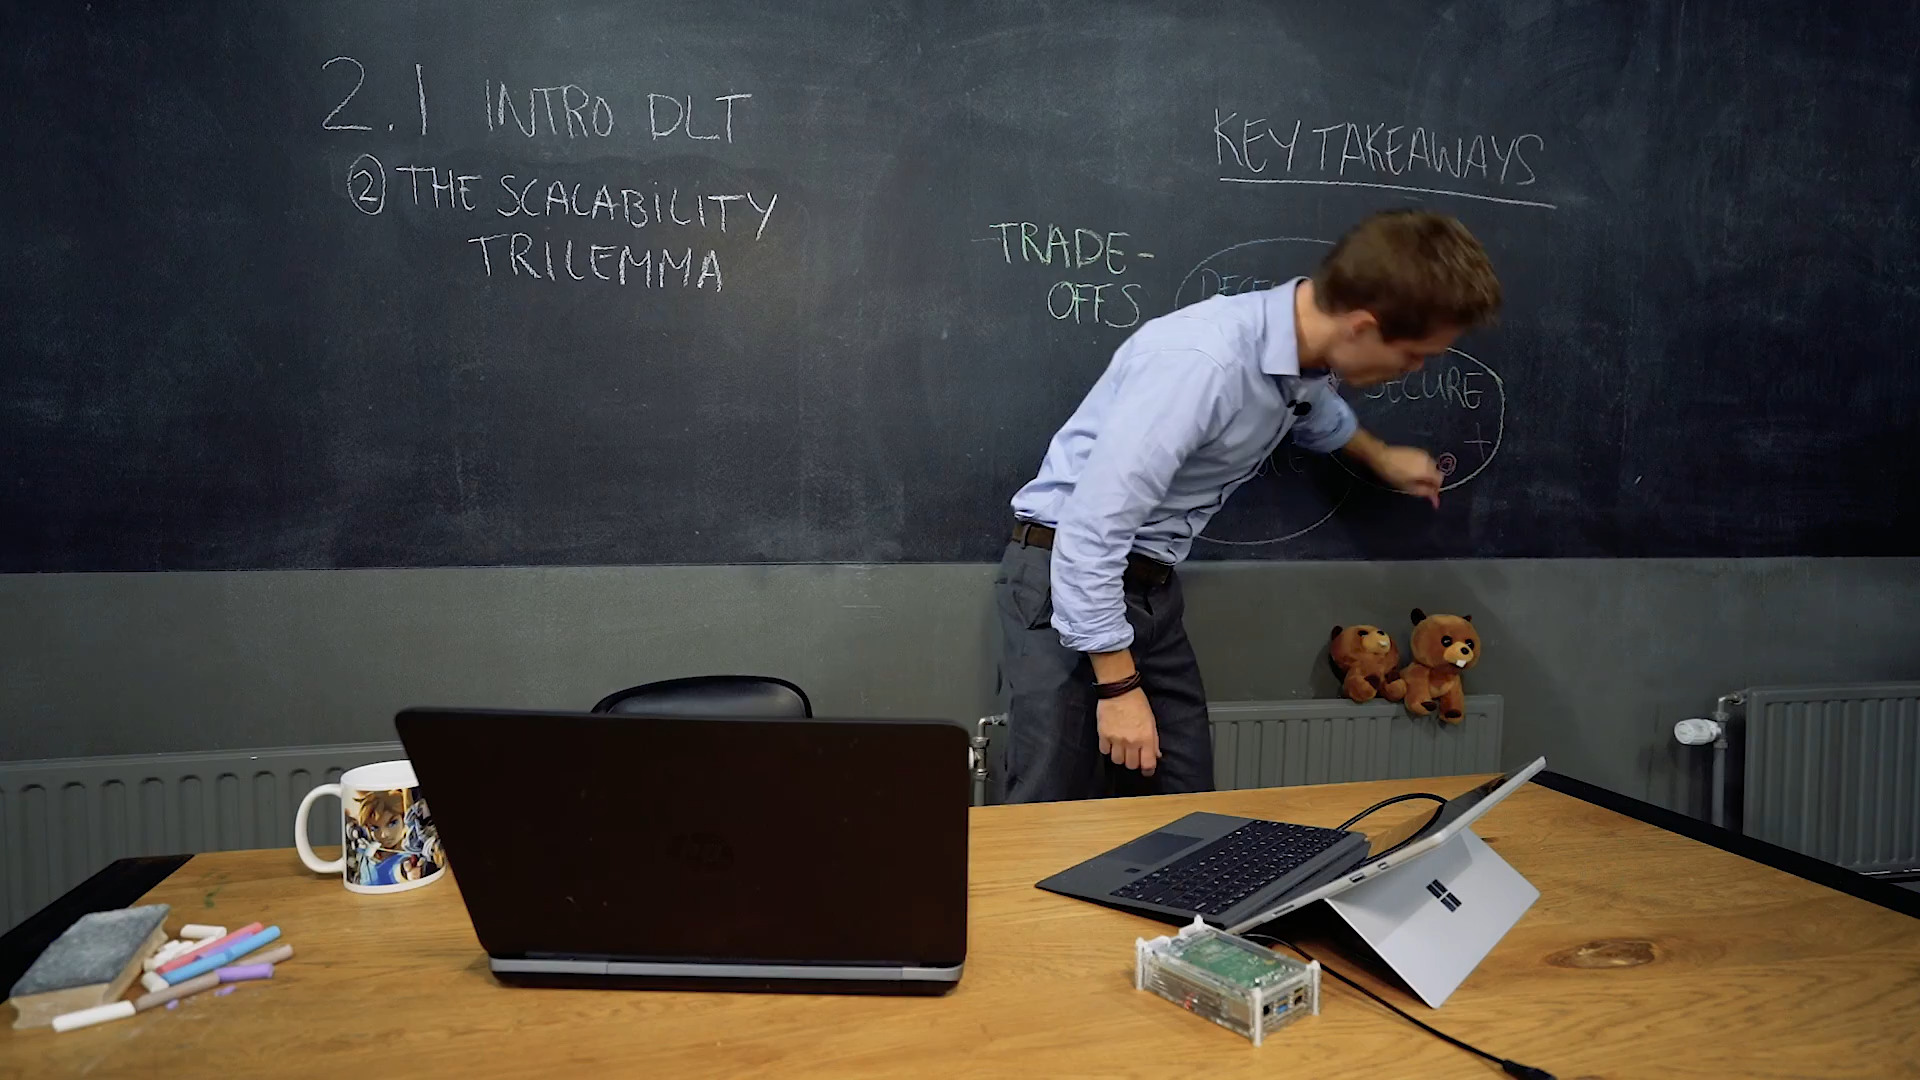 2.1 INTRO DLT
② THE SCALABILITY
TRILEMMA
KEY TAKEAWAYS
TRADE-
OFFS
SECURE
+